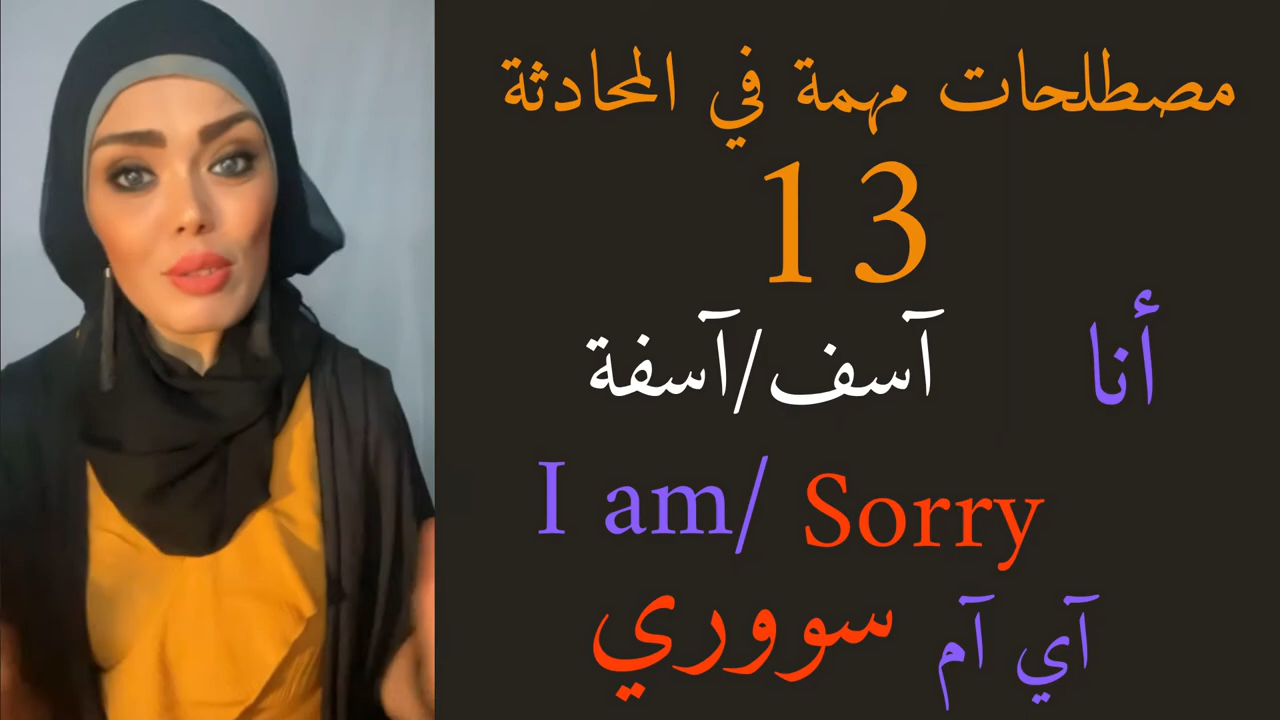 مصطلحات مهمة في المحادثة
13
أنا آسف/آسفة
I am/ Sorry
آي آم سووري